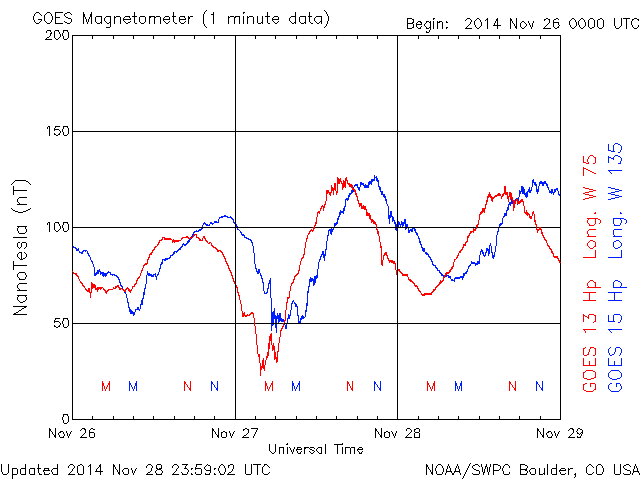 GOES Magnetometer (1 minute data)
Begin: 2014 Nov 26 0000 UTC
200
150
100
50
0
NanoTesla (nT)
M M N N M M N N M M N N
Nov 26 Nov 27 Nov 28 Nov 29
Universal Time
GOES 13 Hp Long. W 75
GOES 15 Hp Long. W 135
Updated 2014 Nov 28 23:59:02 UTC
NOAA/SWPC Boulder, CO USA